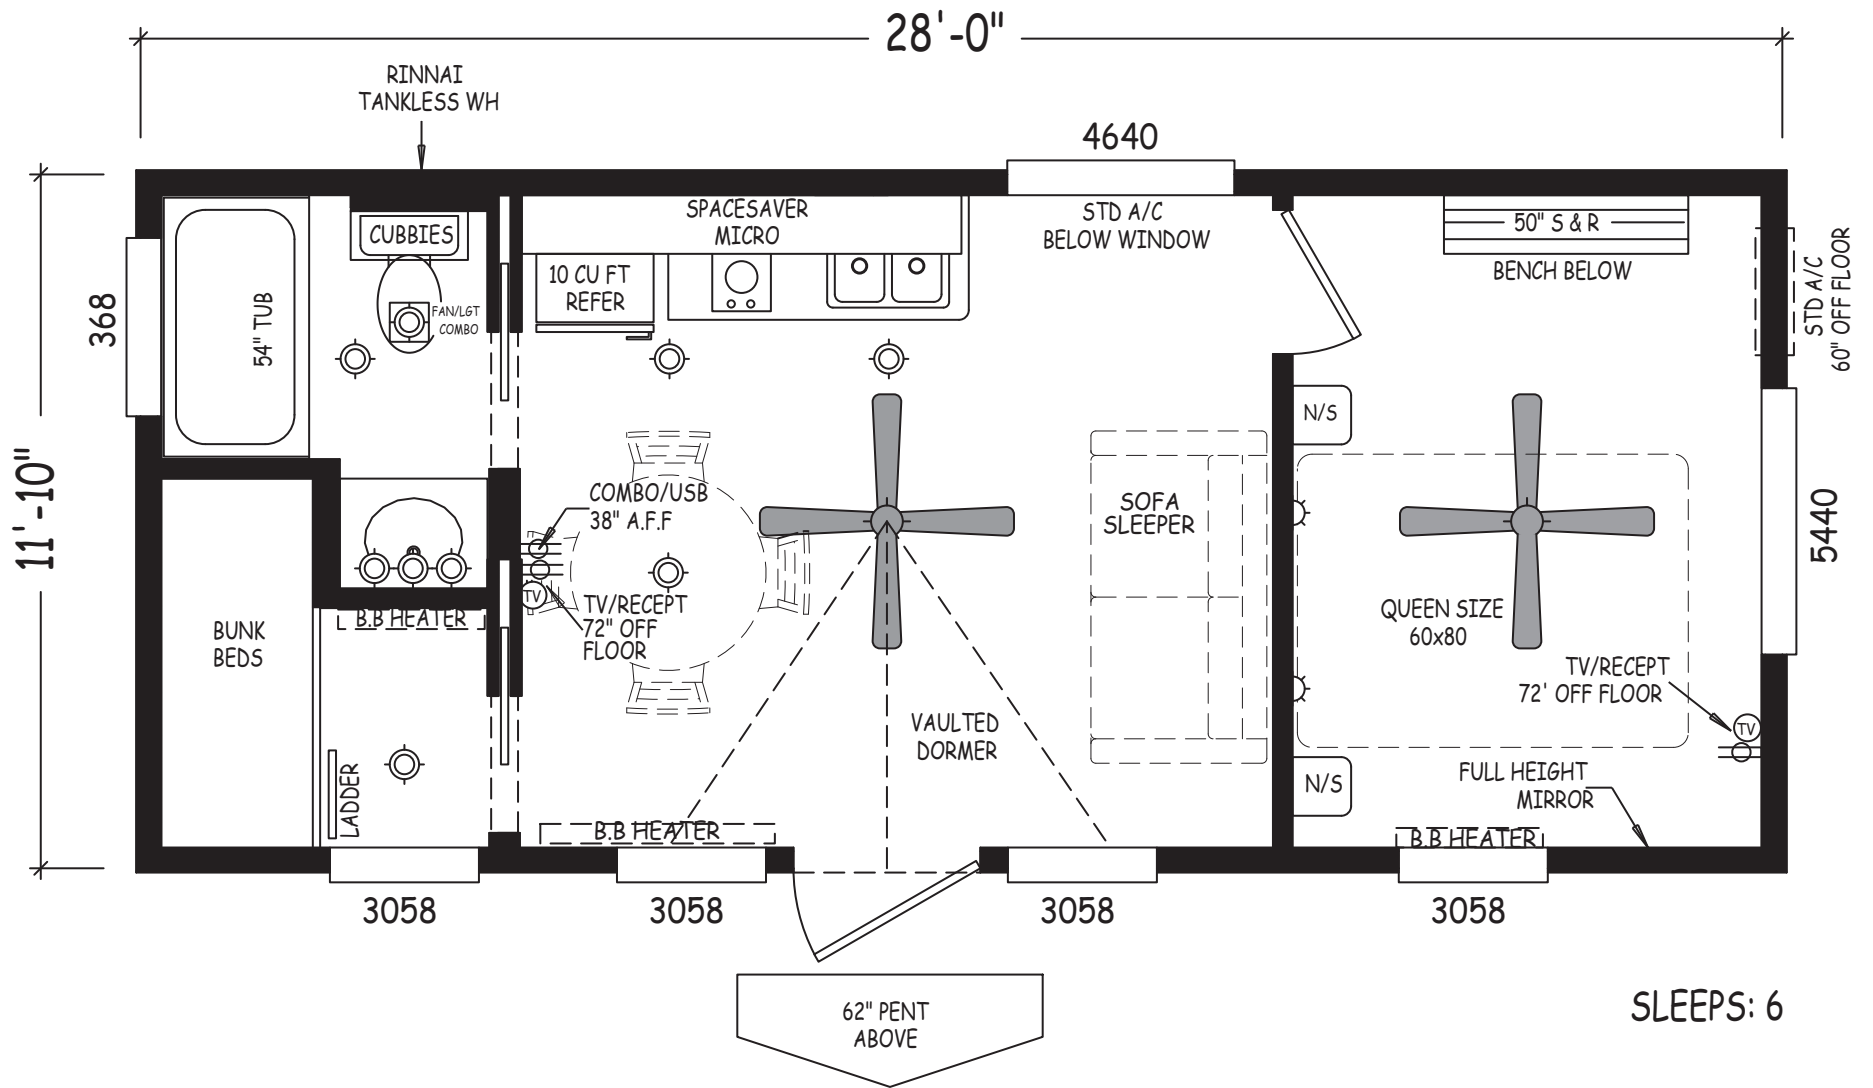 28'-0"
RINNAI
TANKLESS WH
4640
SPACESAVER
MICRO
STD A/C
BELOW WINDOW
50" S & R
BENCH BELOW
CUBBIES
10 CU FT
REFER
FAN/LGT
COMBO
54" TUB
368
STD A/C
60" OFF FLOOR
11'-10"
N/S
COMBO/USB
38" A.F.F
SOFA
SLEEPER
5440
TV
TV/RECEPT
72" OFF
FLOOR
QUEEN SIZE
60x80
B.B HEATER
BUNK
BEDS
TV/RECEPT
72' OFF FLOOR
TV
VAULTED
DORMER
LADDER
N/S
FULL HEIGHT
MIRROR
B.B HEATER
B.B HEATER
3058
3058
3058
3058
62" PENT
ABOVE
SLEEPS: 6